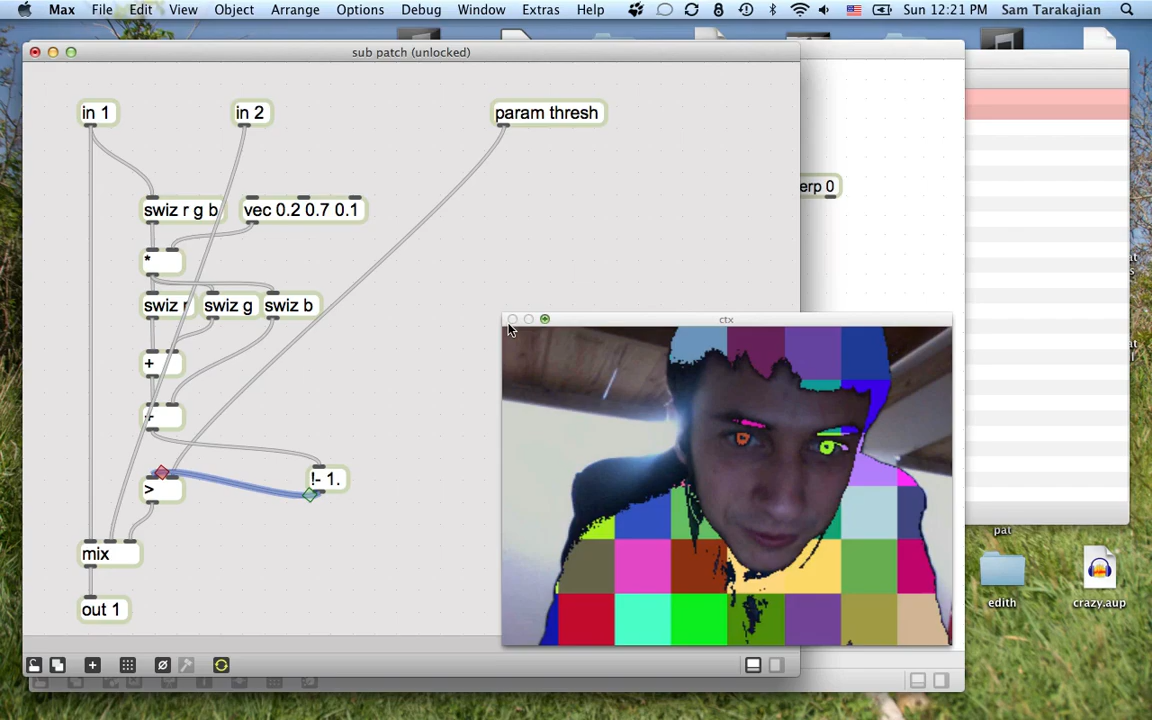 Max File Edit View Object Arrange Options Debug Window Extras Help Sun 12:21 PM Sam Tarakajian
sub patch (unlocked)
in 1 in 2 param thresh
erp 0
swiz r g b vec 0.2 0.7 0.1
*
swiz r swiz g swiz b
ctx
+
!- 1.
>
mix
out 1
pat
edith crazy.aup